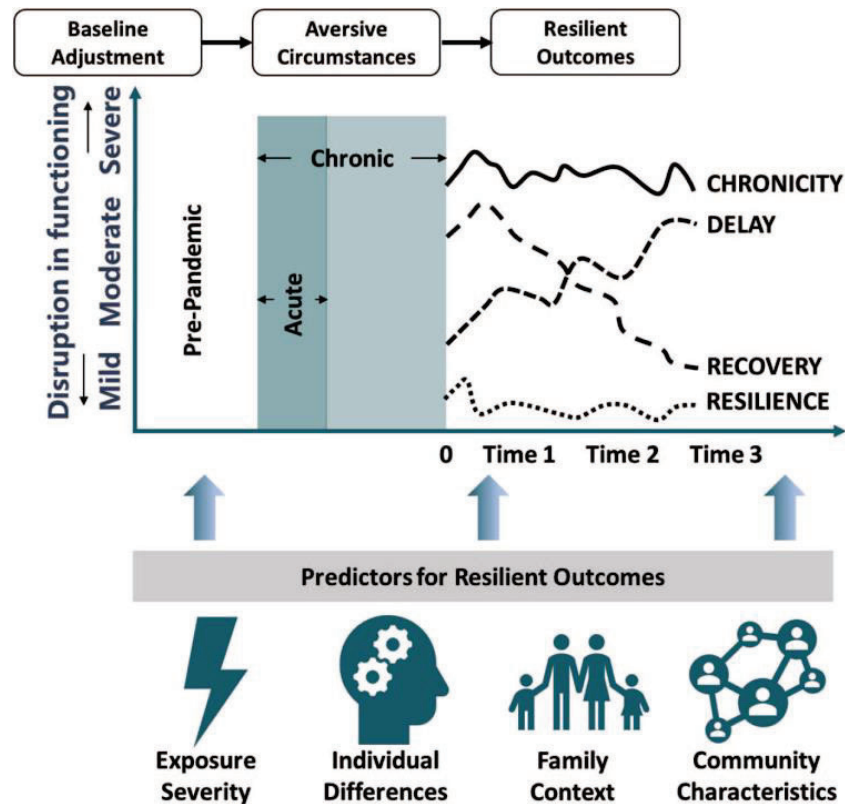 Baseline
Adjustment
Aversive
Circumstances
Resilient
Outcomes
Disruption in functioning
Mild Moderate Severe
Pre-Pandemic
Chronic
Acute
CHRONICITY
DELAY
RECOVERY
RESILIENCE
0 Time 1 Time 2 Time 3
Predictors for Resilient Outcomes
Exposure
Severity
Individual
Differences
Family
Context
Community
Characteristics